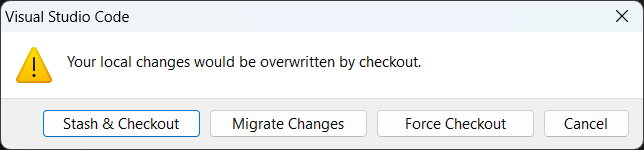 Visual Studio Code
Your local changes would be overwritten by checkout.
Stash & Checkout Migrate Changes Force Checkout Cancel